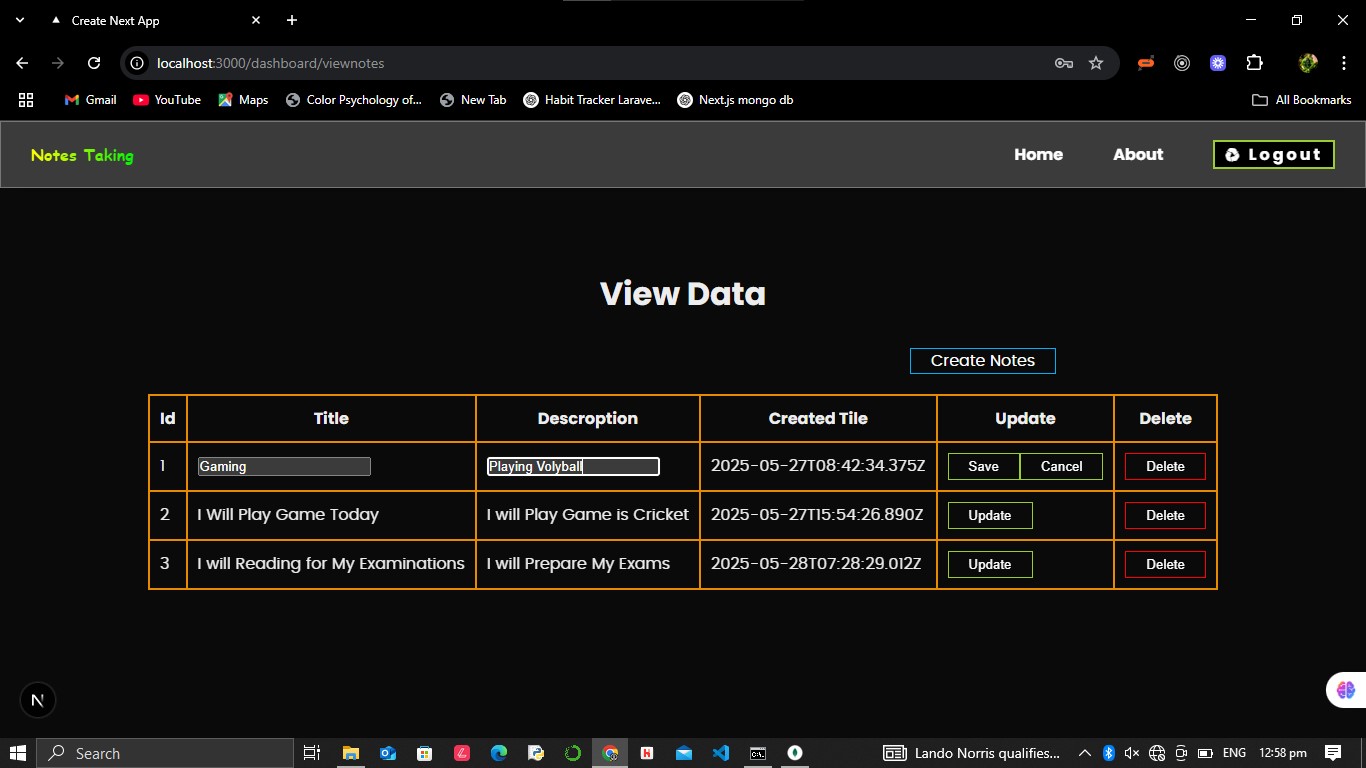 Create Next App
localhost:3000/dashboard/viewnotes
Gmail YouTube Maps Color Psychology of... New Tab Habit Tracker Larave... Next.js mongo db All Bookmarks
Notes Taking Home About Logout
View Data
Create Notes
Id Title Descroption Created Tile Update Delete
1 Gaming Playing Volyball 2025-05-27T08:42:34.375Z Save Cancel Delete
2 I Will Play Game Today I will Play Game is Cricket 2025-05-27T15:54:26.890Z Update Delete
3 I will Reading for My Examinations I will Prepare My Exams 2025-05-28T07:28:29.012Z Update Delete
N
Search Lando Norris qualifies... ENG 12:58 pm